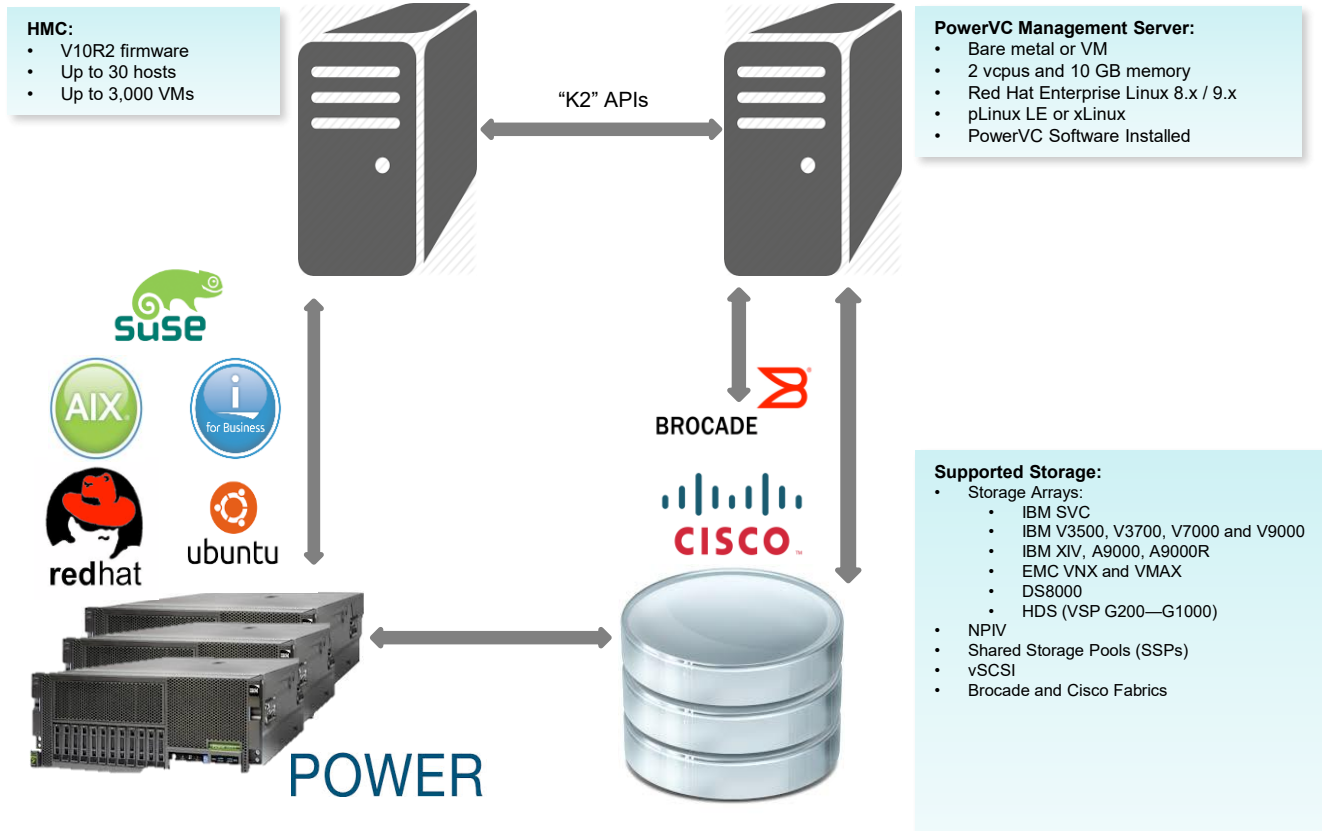 HMC:
• V10R2 firmware
• Up to 30 hosts
• Up to 3,000 VMs
“K2” APIs
PowerVC Management Server:
• Bare metal or VM
• 2 vcpus and 10 GB memory
• Red Hat Enterprise Linux 8.x / 9.x
• pLinux LE or xLinux
• PowerVC Software Installed
SUSE
AIX
i
for Business
redhat
ubuntu
BROCADE
CISCO
POWER
Supported Storage:
• Storage Arrays:
• IBM SVC
• IBM V3500, V3700, V7000 and V9000
• IBM XIV, A9000, A9000R
• EMC VNX and VMAX
• DS8000
• HDS (VSP G200—G1000)
• NPIV
• Shared Storage Pools (SSPs)
• vSCSI
• Brocade and Cisco Fabrics